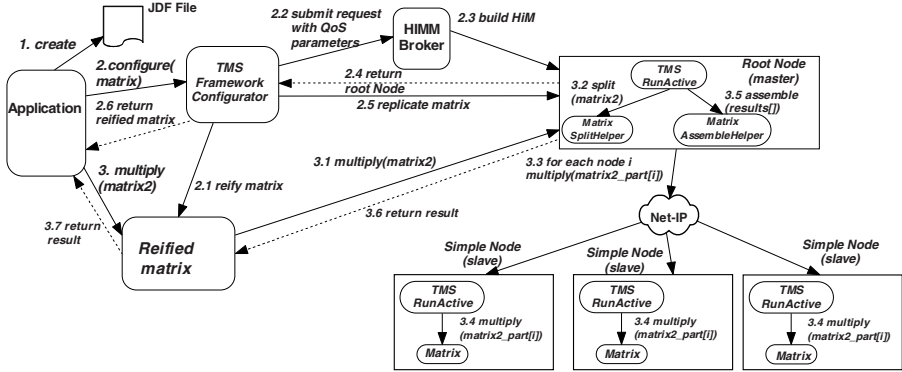 JDF File
1. create
2.configure(
matrix)
Application
2.6 return
reified matrix
3. multiply
(matrix2)
3.7 return
result
TMS
Framework
Configurator
2.1 reify matrix
Reified
matrix
2.2 submit request
with QoS
parameters
HIMM
Broker
2.3 build HiM
2.4 return
root Node
2.5 replicate matrix
3.1 multiply(matrix2)
3.6 return result
Root Node
(master)
TMS
RunActive
3.2 split
(matrix2)
3.5 assemble
(results[])
Matrix
SplitHelper
Matrix
AssembleHelper
3.3 for each node i
multiply(matrix2_part[i])
Net-IP
Simple Node
(slave)
TMS
RunActive
3.4 multiply
(matrix2_part[i])
Matrix
Simple Node
(slave)
TMS
RunActive
3.4 multiply
(matrix2_part[i])
Matrix
Simple Node
(slave)
TMS
RunActive
3.4 multiply
(matrix2_part[i])
Matrix